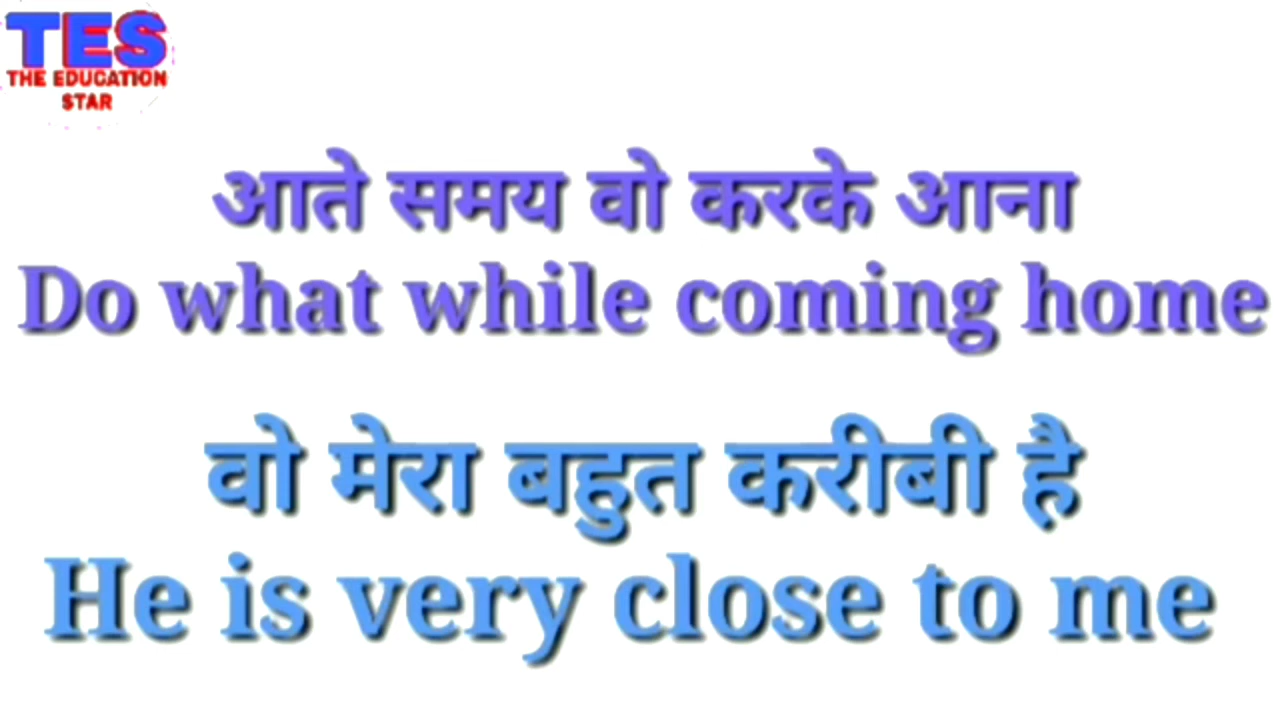 TES
THE EDUCATION
STAR
आते समय वो करके आना
Do what while coming home
वो मेरा बहुत करीबी है
He is very close to me